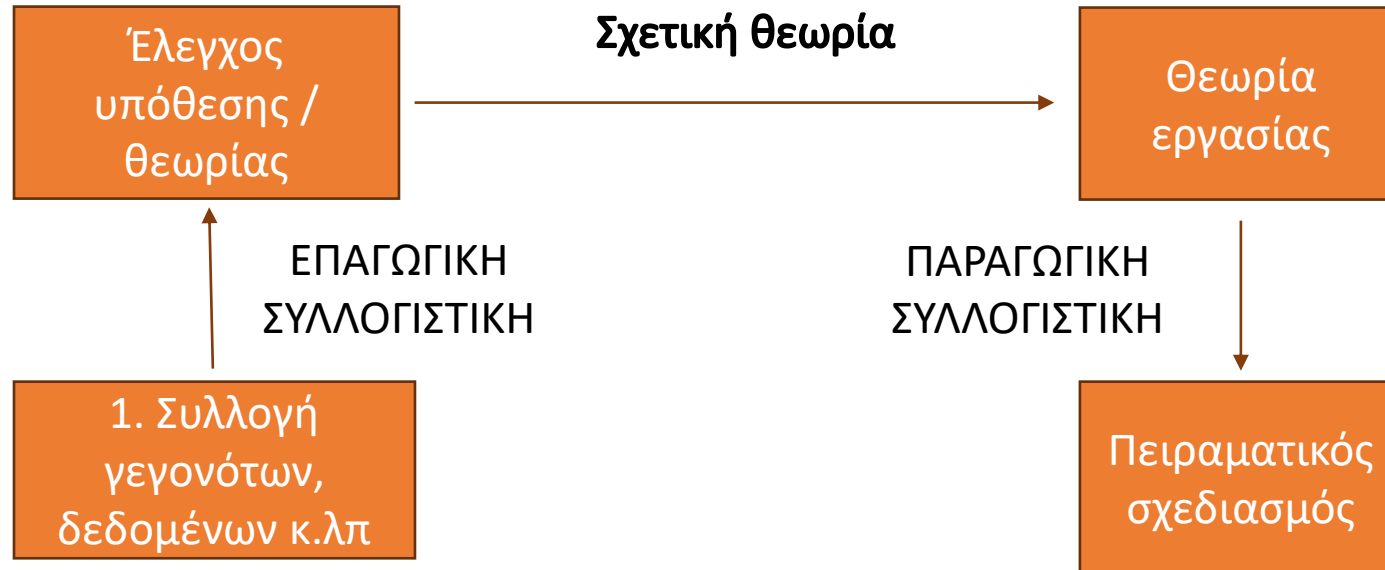 Έλεγχος
υπόθεσης /
θεωρίας
Σχετική θεωρία
Θεωρία
εργασίας
ΕΠΑΓΩΓΙΚΗ
ΣΥΛΛΟΓΙΣΤΙΚΗ
ΠΑΡΑΓΩΓΙΚΗ
ΣΥΛΛΟΓΙΣΤΙΚΗ
1. Συλλογή
γεγονότων,
δεδομένων κ.λπ
Πειραματικός
σχεδιασμός